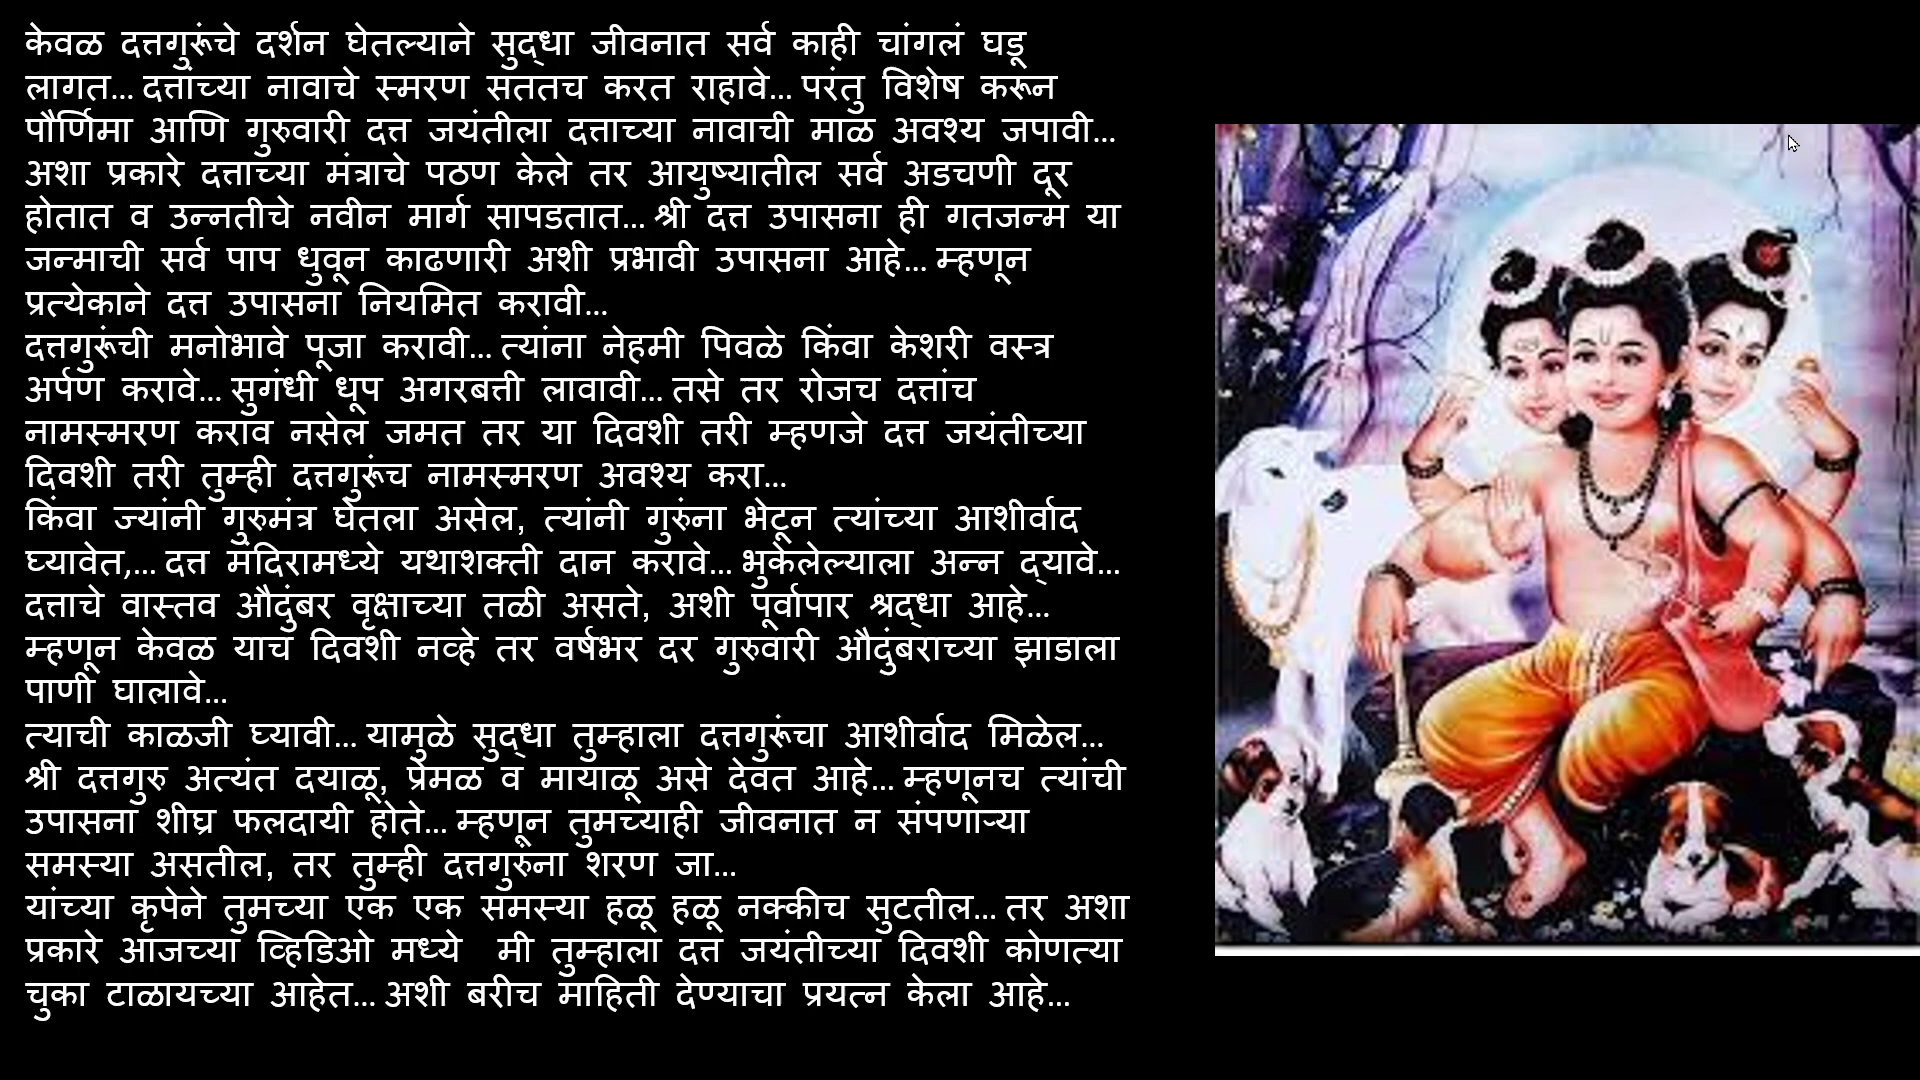 केवळ दत्तगुरूंचे दर्शन घेतल्याने सुद्धा जीवनात सर्व काही चांगलं घडू
लागत... दत्तांच्या नावाचे स्मरण सततच करत राहावे... परंतु विशेष करून
पौर्णिमा आणि गुरुवारी दत्त जयंतीला दत्ताच्या नावाची माळ अवश्य जपावी...
अशा प्रकारे दत्ताच्या मंत्राचे पठण केले तर आयुष्यातील सर्व अडचणी दूर
होतात व उन्नतीचे नवीन मार्ग सापडतात... श्री दत्त उपासना ही गतजन्म या
जन्माची सर्व पाप धुवून काढणारी अशी प्रभावी उपासना आहे... म्हणून
प्रत्येकाने दत्त उपासना नियमित करावी...
दत्तगुरूंची मनोभावे पूजा करावी... त्यांना नेहमी पिवळे किंवा केशरी वस्त्र
अर्पण करावे... सुगंधी धूप अगरबत्ती लावावी... तसे तर रोजच दत्तांच
नामस्मरण कराव नसेल जमत तर या दिवशी तरी म्हणजे दत्त जयंतीच्या
दिवशी तरी तुम्ही दत्तगुरूंच नामस्मरण अवश्य करा...
किंवा ज्यांनी गुरुमंत्र घेतला असेल, त्यांनी गुरुंना भेटून त्यांच्या आशीर्वाद
घ्यावेत,... दत्त मंदिरामध्ये यथाशक्ती दान करावे... भुकेलेल्याला अन्न द्यावे...
दत्ताचे वास्तव औदुंबर वृक्षाच्या तळी असते, अशी पूर्वापार श्रद्धा आहे...
म्हणून केवळ याच दिवशी नव्हे तर वर्षभर दर गुरुवारी औदुंबराच्या झाडाला
पाणी घालावे...
त्याची काळजी घ्यावी... यामुळे सुद्धा तुम्हाला दत्तगुरूंचा आशीर्वाद मिळेल...
श्री दत्तगुरु अत्यंत दयाळू, प्रेमळ व मायाळू असे देवत आहे... म्हणूनच त्यांची
उपासना शीघ्र फलदायी होते... म्हणून तुमच्याही जीवनात न संपणाऱ्या
समस्या असतील, तर तुम्ही दत्तगुरुंना शरण जा...
यांच्या कृपेने तुमच्या एक एक समस्या हळू हळू नक्कीच सुटतील... तर अशा
प्रकारे आजच्या व्हिडिओ मध्ये मी तुम्हाला दत्त जयंतीच्या दिवशी कोणत्या
चुका टाळायच्या आहेत... अशी बरीच माहिती देण्याचा प्रयत्न केला आहे...